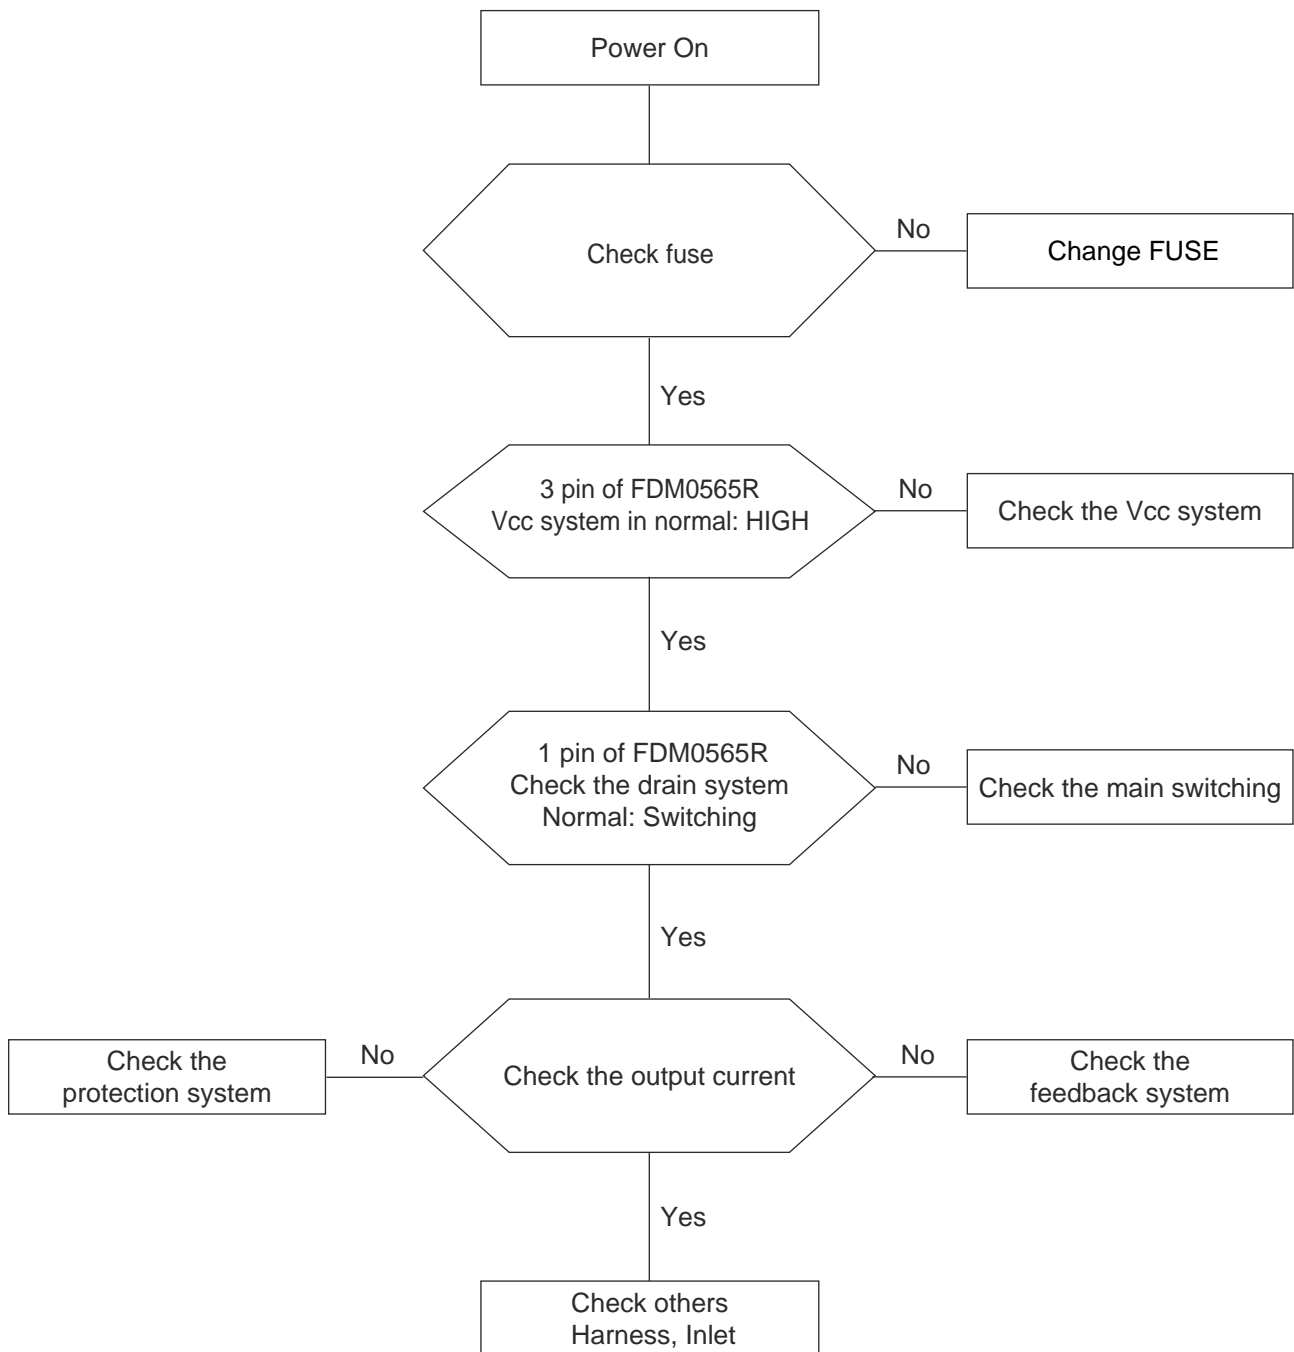 Power On
Check fuse
No
Change FUSE
Yes
3 pin of FDM0565R
Vcc system in normal: HIGH
No
Check the Vcc system
Yes
1 pin of FDM0565R
Check the drain system
Normal: Switching
No
Check the main switching
Yes
Check the
protection system
No
Check the output current
No
Check the
feedback system
Yes
Check others
Harness, Inlet